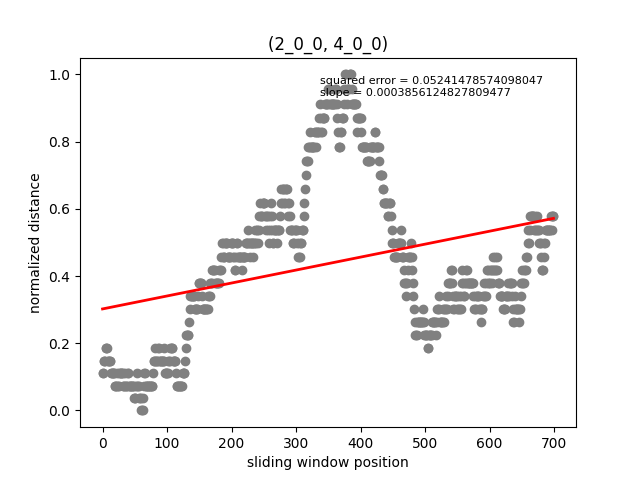 (2_0_0, 4_0_0)
squared error = 0.05241478574098047
slope = 0.0003856124827809477
normalized distance
1.0
0.8
0.6
0.4
0.2
0.0
0 100 200 300 400 500 600 700
sliding window position